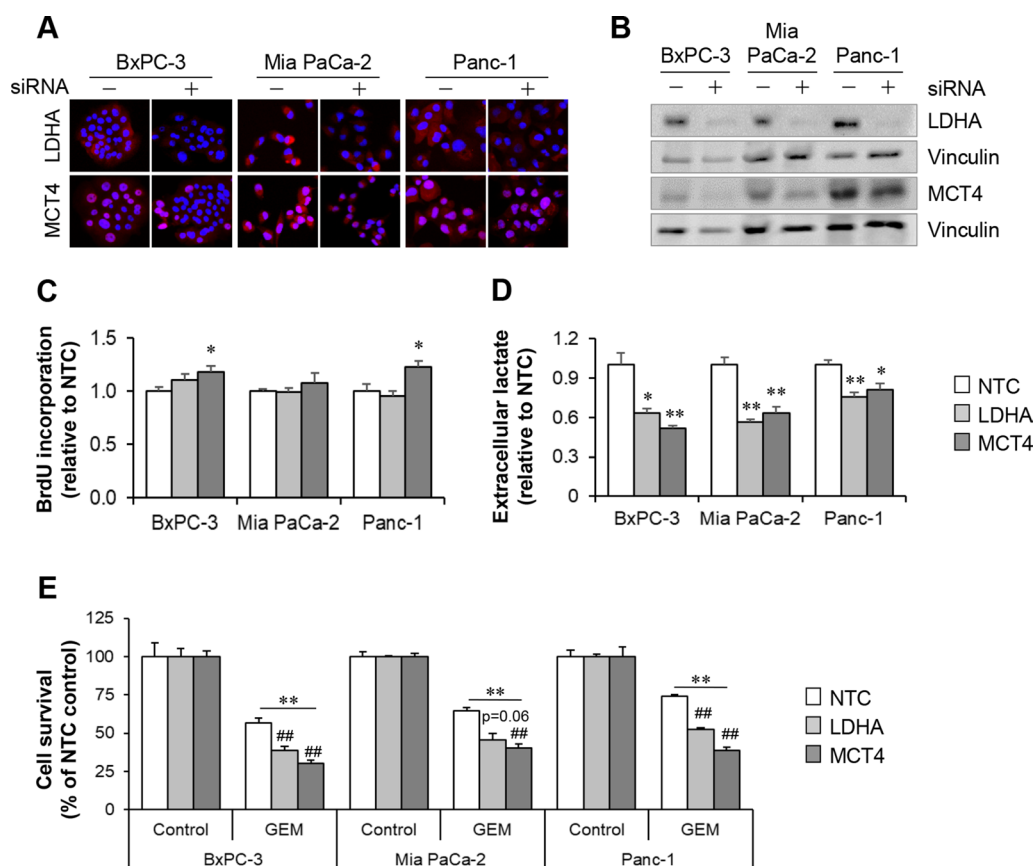 A
BxPC-3 Mia PaCa-2 Panc-1
siRNA − + − + − +
LDHA
MCT4
B
Mia
BxPC-3 PaCa-2 Panc-1
− + − + − + siRNA
LDHA
Vinculin
MCT4
Vinculin
C
BrdU incorporation
(relative to NTC)
1.5
1.0
0.5
0.0
* *
BxPC-3 Mia PaCa-2 Panc-1
D
Extracellular lactate
(relative to NTC)
1.2
0.9
0.6
0.3
0
* ** ** ** ** *
BxPC-3 Mia PaCa-2 Panc-1
NTC
LDHA
MCT4
E
Cell survival
(% of NTC control)
125
100
75
50
25
0
** ** **
## ## p=0.06 ## ## ##
Control GEM Control GEM Control GEM
BxPC-3 Mia PaCa-2 Panc-1
NTC
LDHA
MCT4